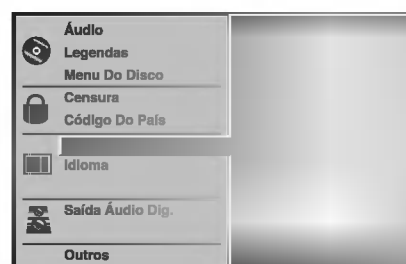 Áudio
Legendas
Menu Do Disco
Censura
Código Do País
Idioma
Saída Áudio Dig.
Outros